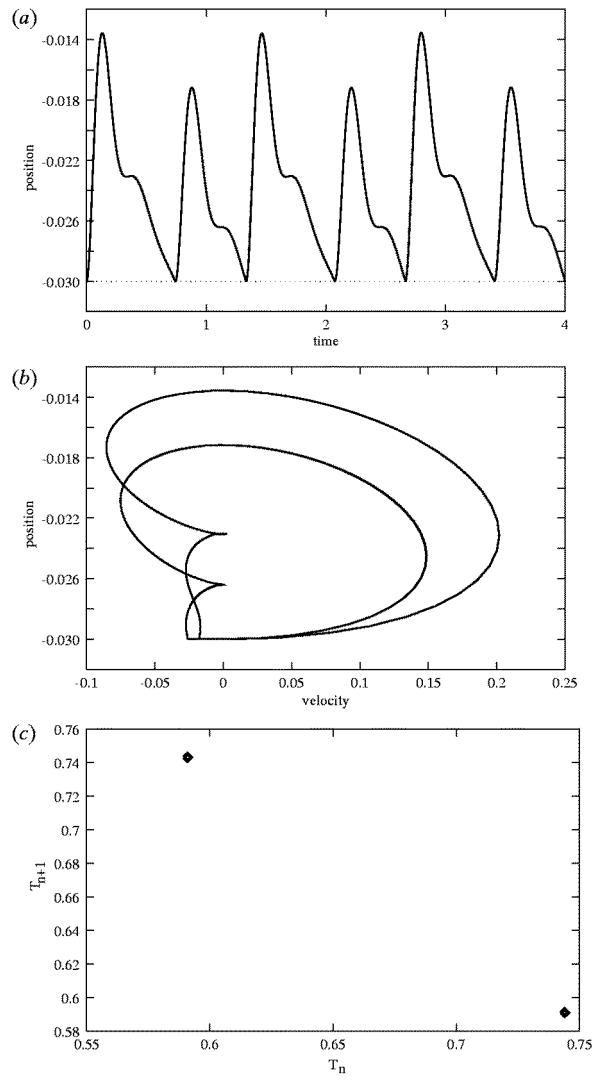 (a)
-0.014
-0.018
-0.022
-0.026
-0.030
position
0 1 2 3 4
time
(b)
-0.014
-0.018
-0.022
-0.026
-0.030
position
-0.1 -0.05 0 0.05 0.1 0.15 0.2 0.25
velocity
(c)
0.76
0.74
0.72
0.7
0.68
0.66
0.64
0.62
0.6
0.58
Tn+1
0.55 0.6 0.65 0.7 0.75
Tn